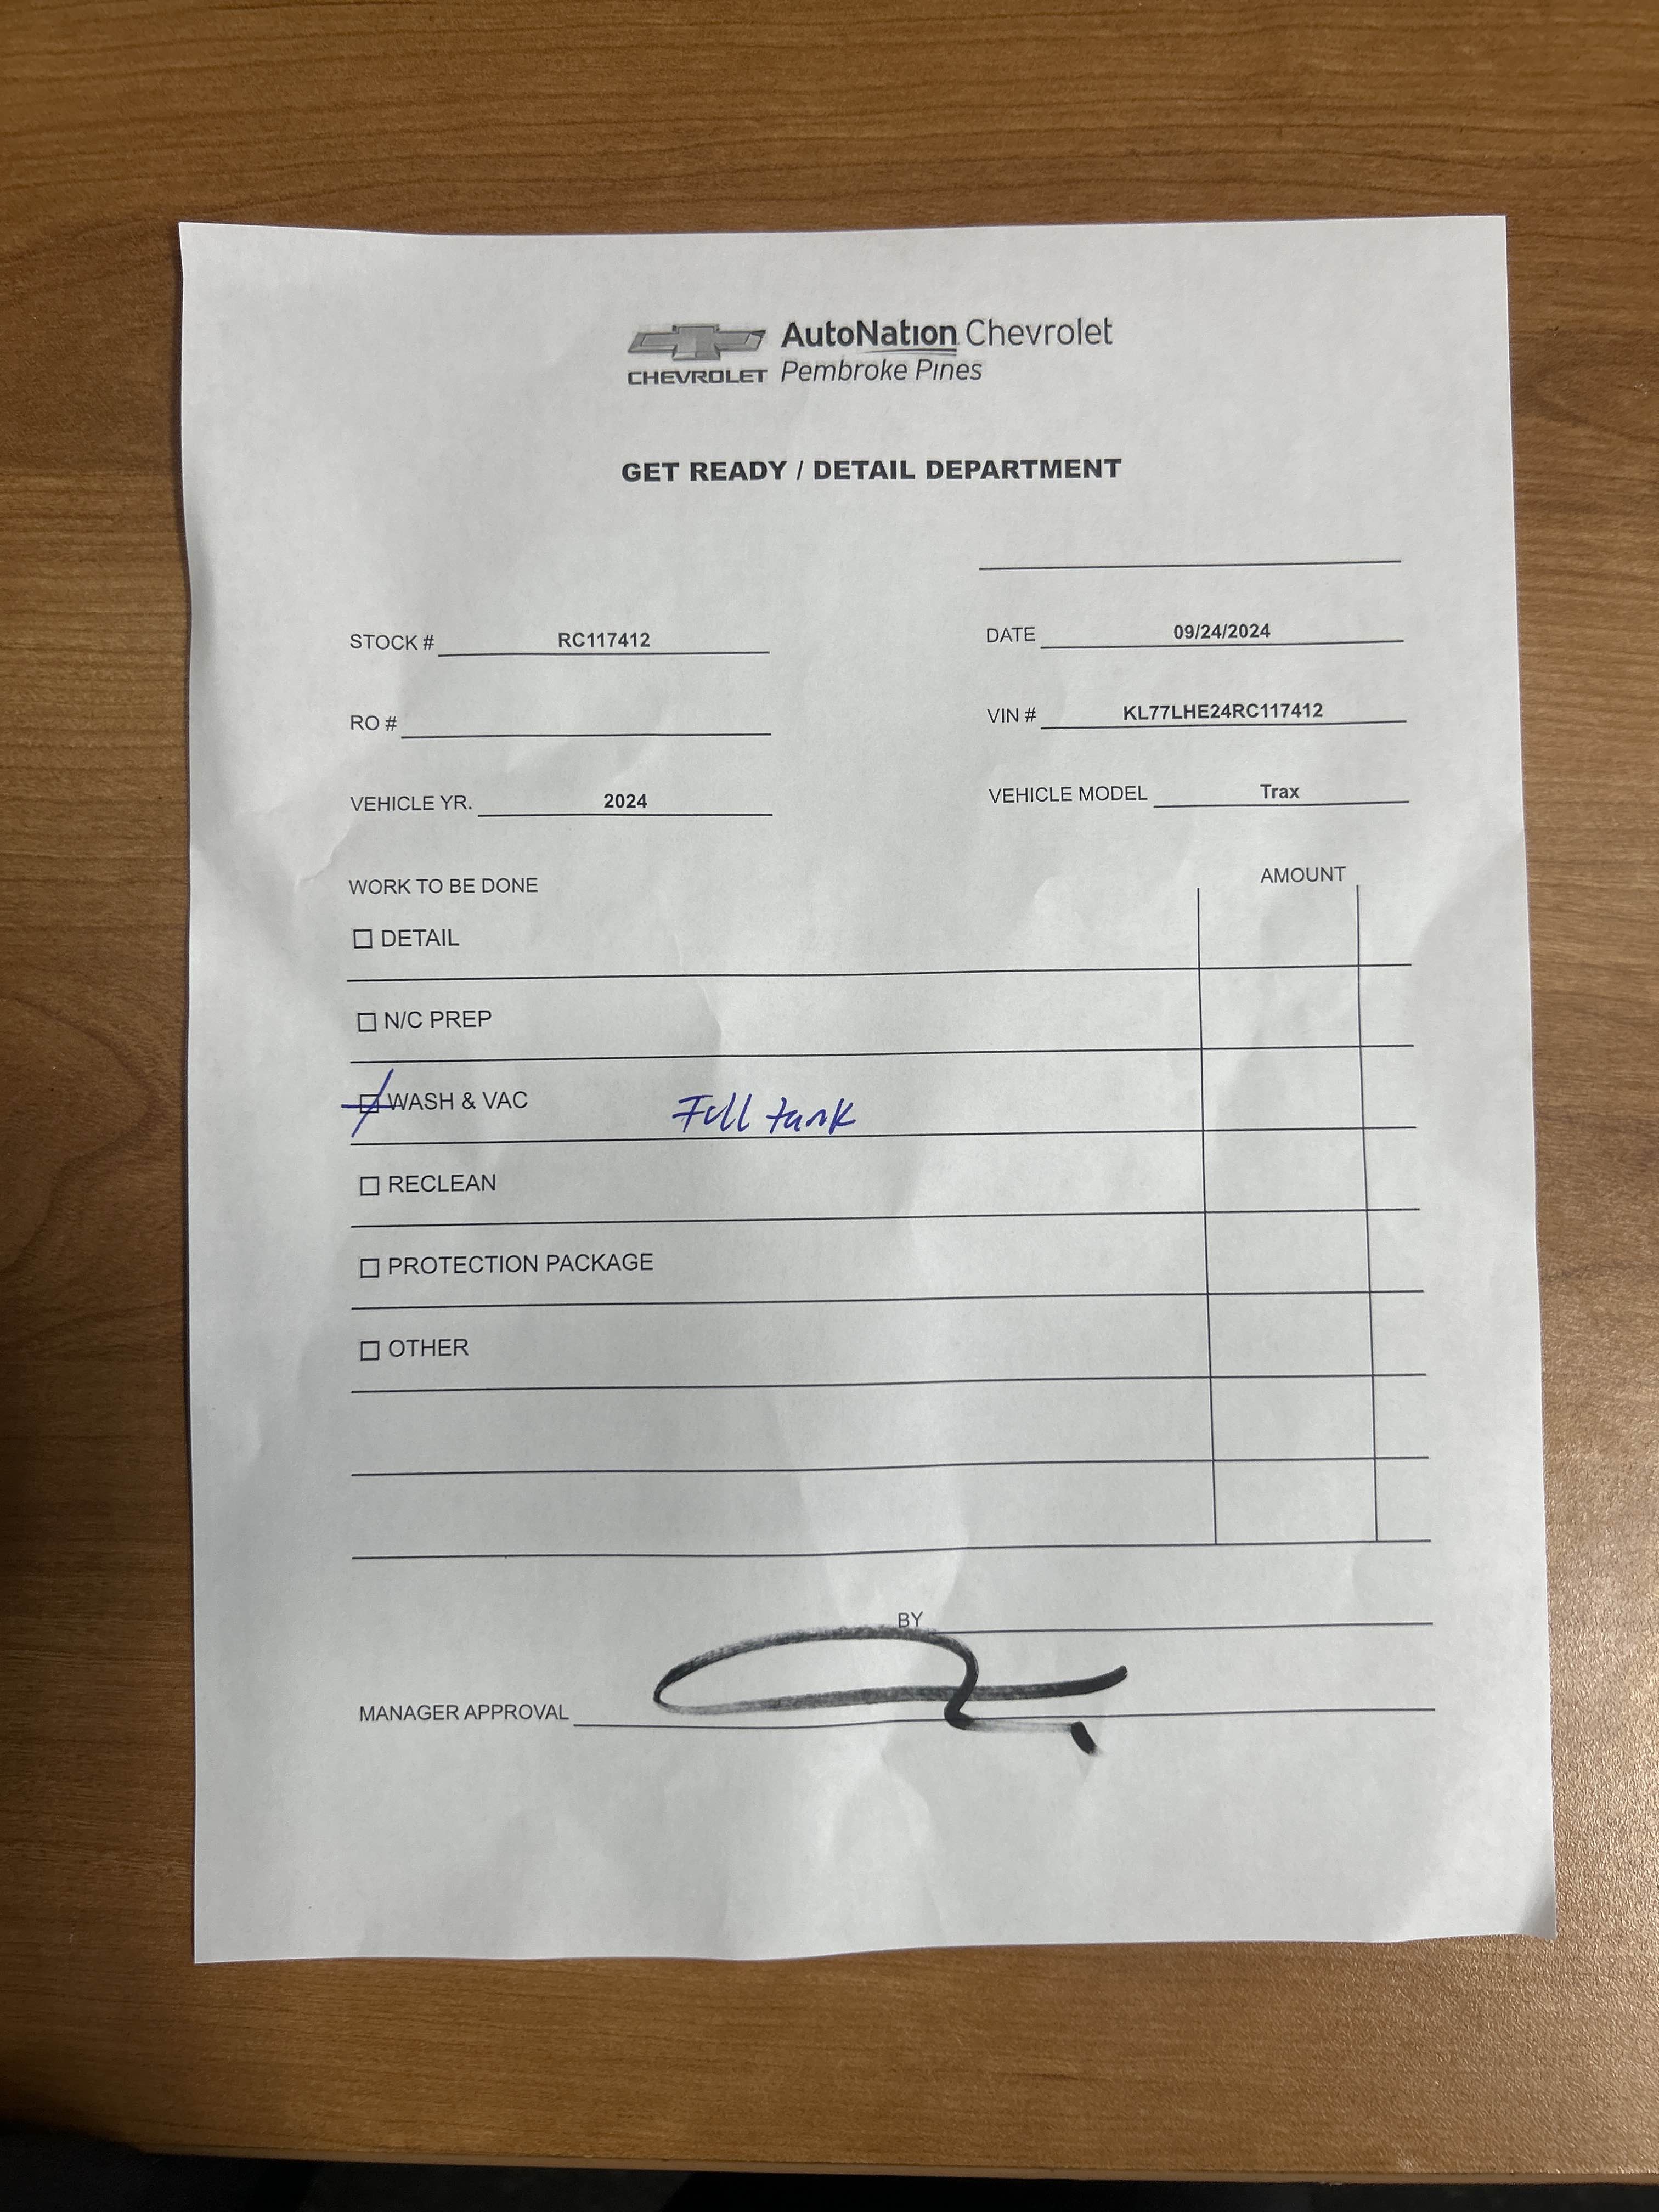 AutoNation Chevrolet
CHEVROLET Pembroke Pines
GET READY / DETAIL DEPARTMENT
STOCK # RC117412 DATE 09/24/2024
RO # VIN # KL77LHE24RC117412
VEHICLE YR. 2024 VEHICLE MODEL Trax
WORK TO BE DONE AMOUNT
DETAIL
N/C PREP
WASH & VAC Full tank
RECLEAN
PROTECTION PACKAGE
OTHER
BY
MANAGER APPROVAL